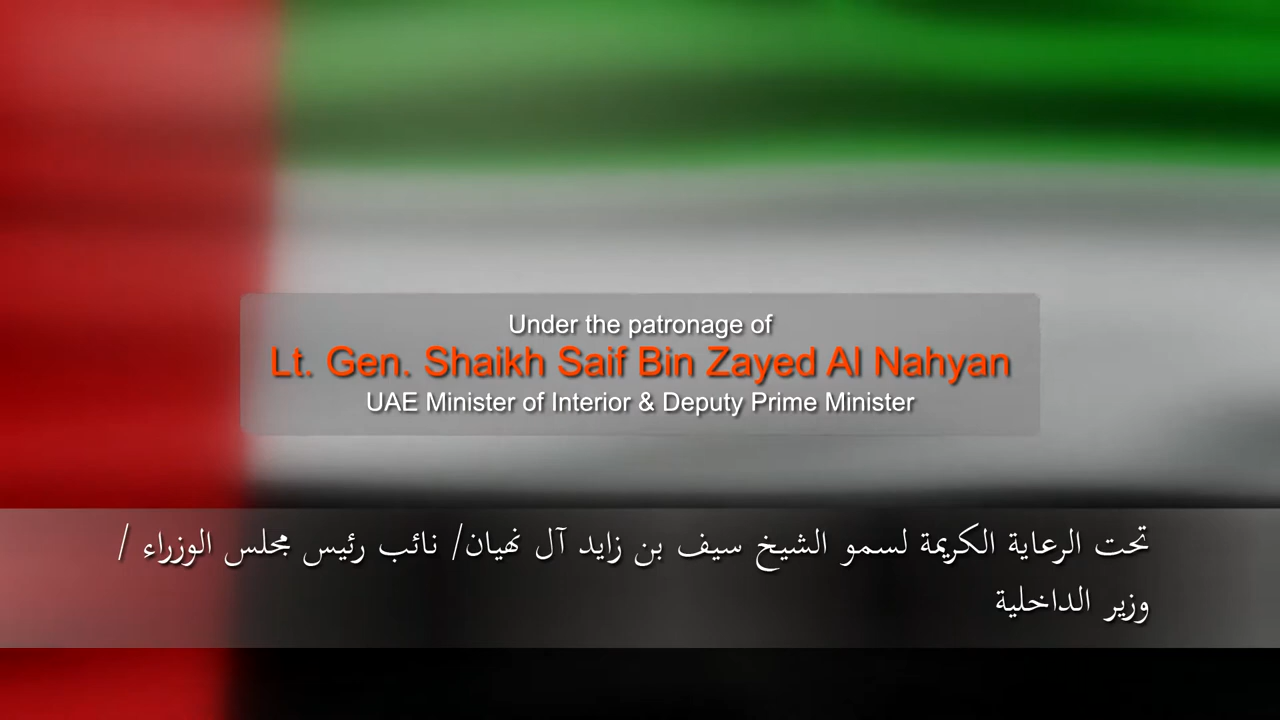 Under the patronage of
Lt. Gen. Shaikh Saif Bin Zayed Al Nahyan
UAE Minister of Interior & Deputy Prime Minister
تحت الرعاية الكريمة لسمو الشيخ سيف بن زايد آل نهيان/ نائب رئيس مجلس الوزراء /
وزير الداخلية